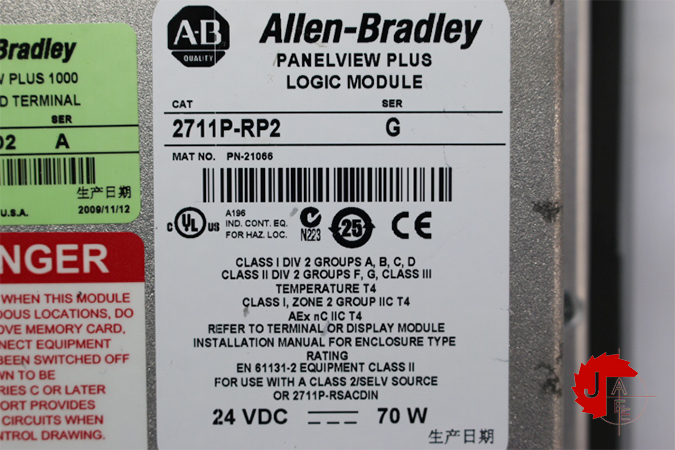 Bradley
W PLUS 1000
D TERMINAL
SER
02 A
生产日期
U.S.A. 2009/11/12
NGER
WHEN THIS MODULE
OUS LOCATIONS, DO
OVE MEMORY CARD,
NECT EQUIPMENT
BEEN SWITCHED OFF
WN TO BE
RIES C OR LATER
ORT PROVIDES
CIRCUITS WHEN
NTROL DRAWING.
A-B
QUALITY
Allen-Bradley
PANELVIEW PLUS
LOGIC MODULE
CAT SER
2711P-RP2 G
MAT NO. PN-21066
C UL US
A196
IND. CONT. EQ.
FOR HAZ. LOC.
N223
25
CE
CLASS I DIV 2 GROUPS A, B, C, D
CLASS II DIV 2 GROUPS F, G, CLASS III
TEMPERATURE T4
CLASS I, ZONE 2 GROUP IIC T4
AEx nC IIC T4
REFER TO TERMINAL OR DISPLAY MODULE
INSTALLATION MANUAL FOR ENCLOSURE TYPE
RATING
EN 61131-2 EQUIPMENT CLASS II
FOR USE WITH A CLASS 2/SELV SOURCE
OR 2711P-RSACDIN
24 VDC 70 W
生产日期
JAE